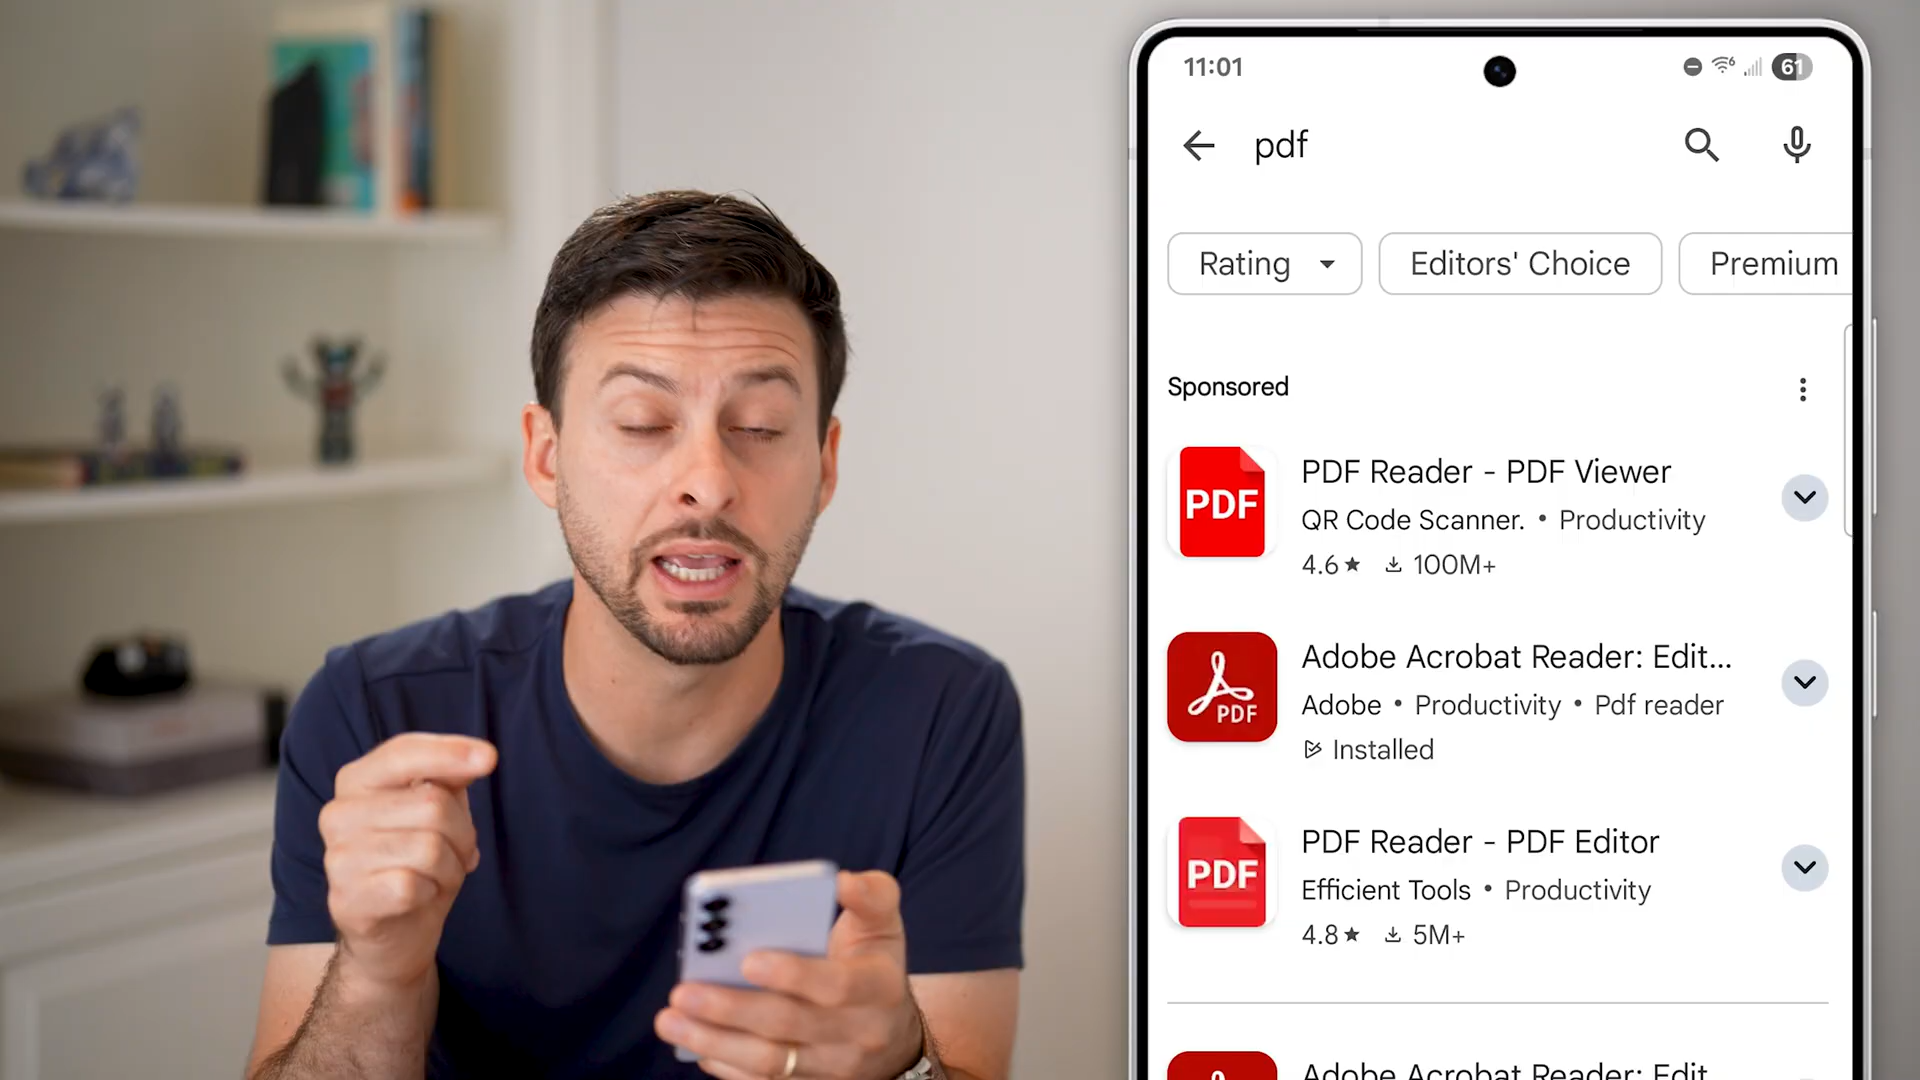 11:01
6
61
pdf
Rating
Editors' Choice
Premium
Sponsored
PDF
PDF Reader - PDF Viewer
QR Code Scanner. • Productivity
4.6★ 100M+
PDF
Adobe Acrobat Reader: Edit...
Adobe • Productivity • Pdf reader
Installed
PDF
PDF Reader - PDF Editor
Efficient Tools • Productivity
4.8★ 5M+
Adobe Acrobat Reader: Edit